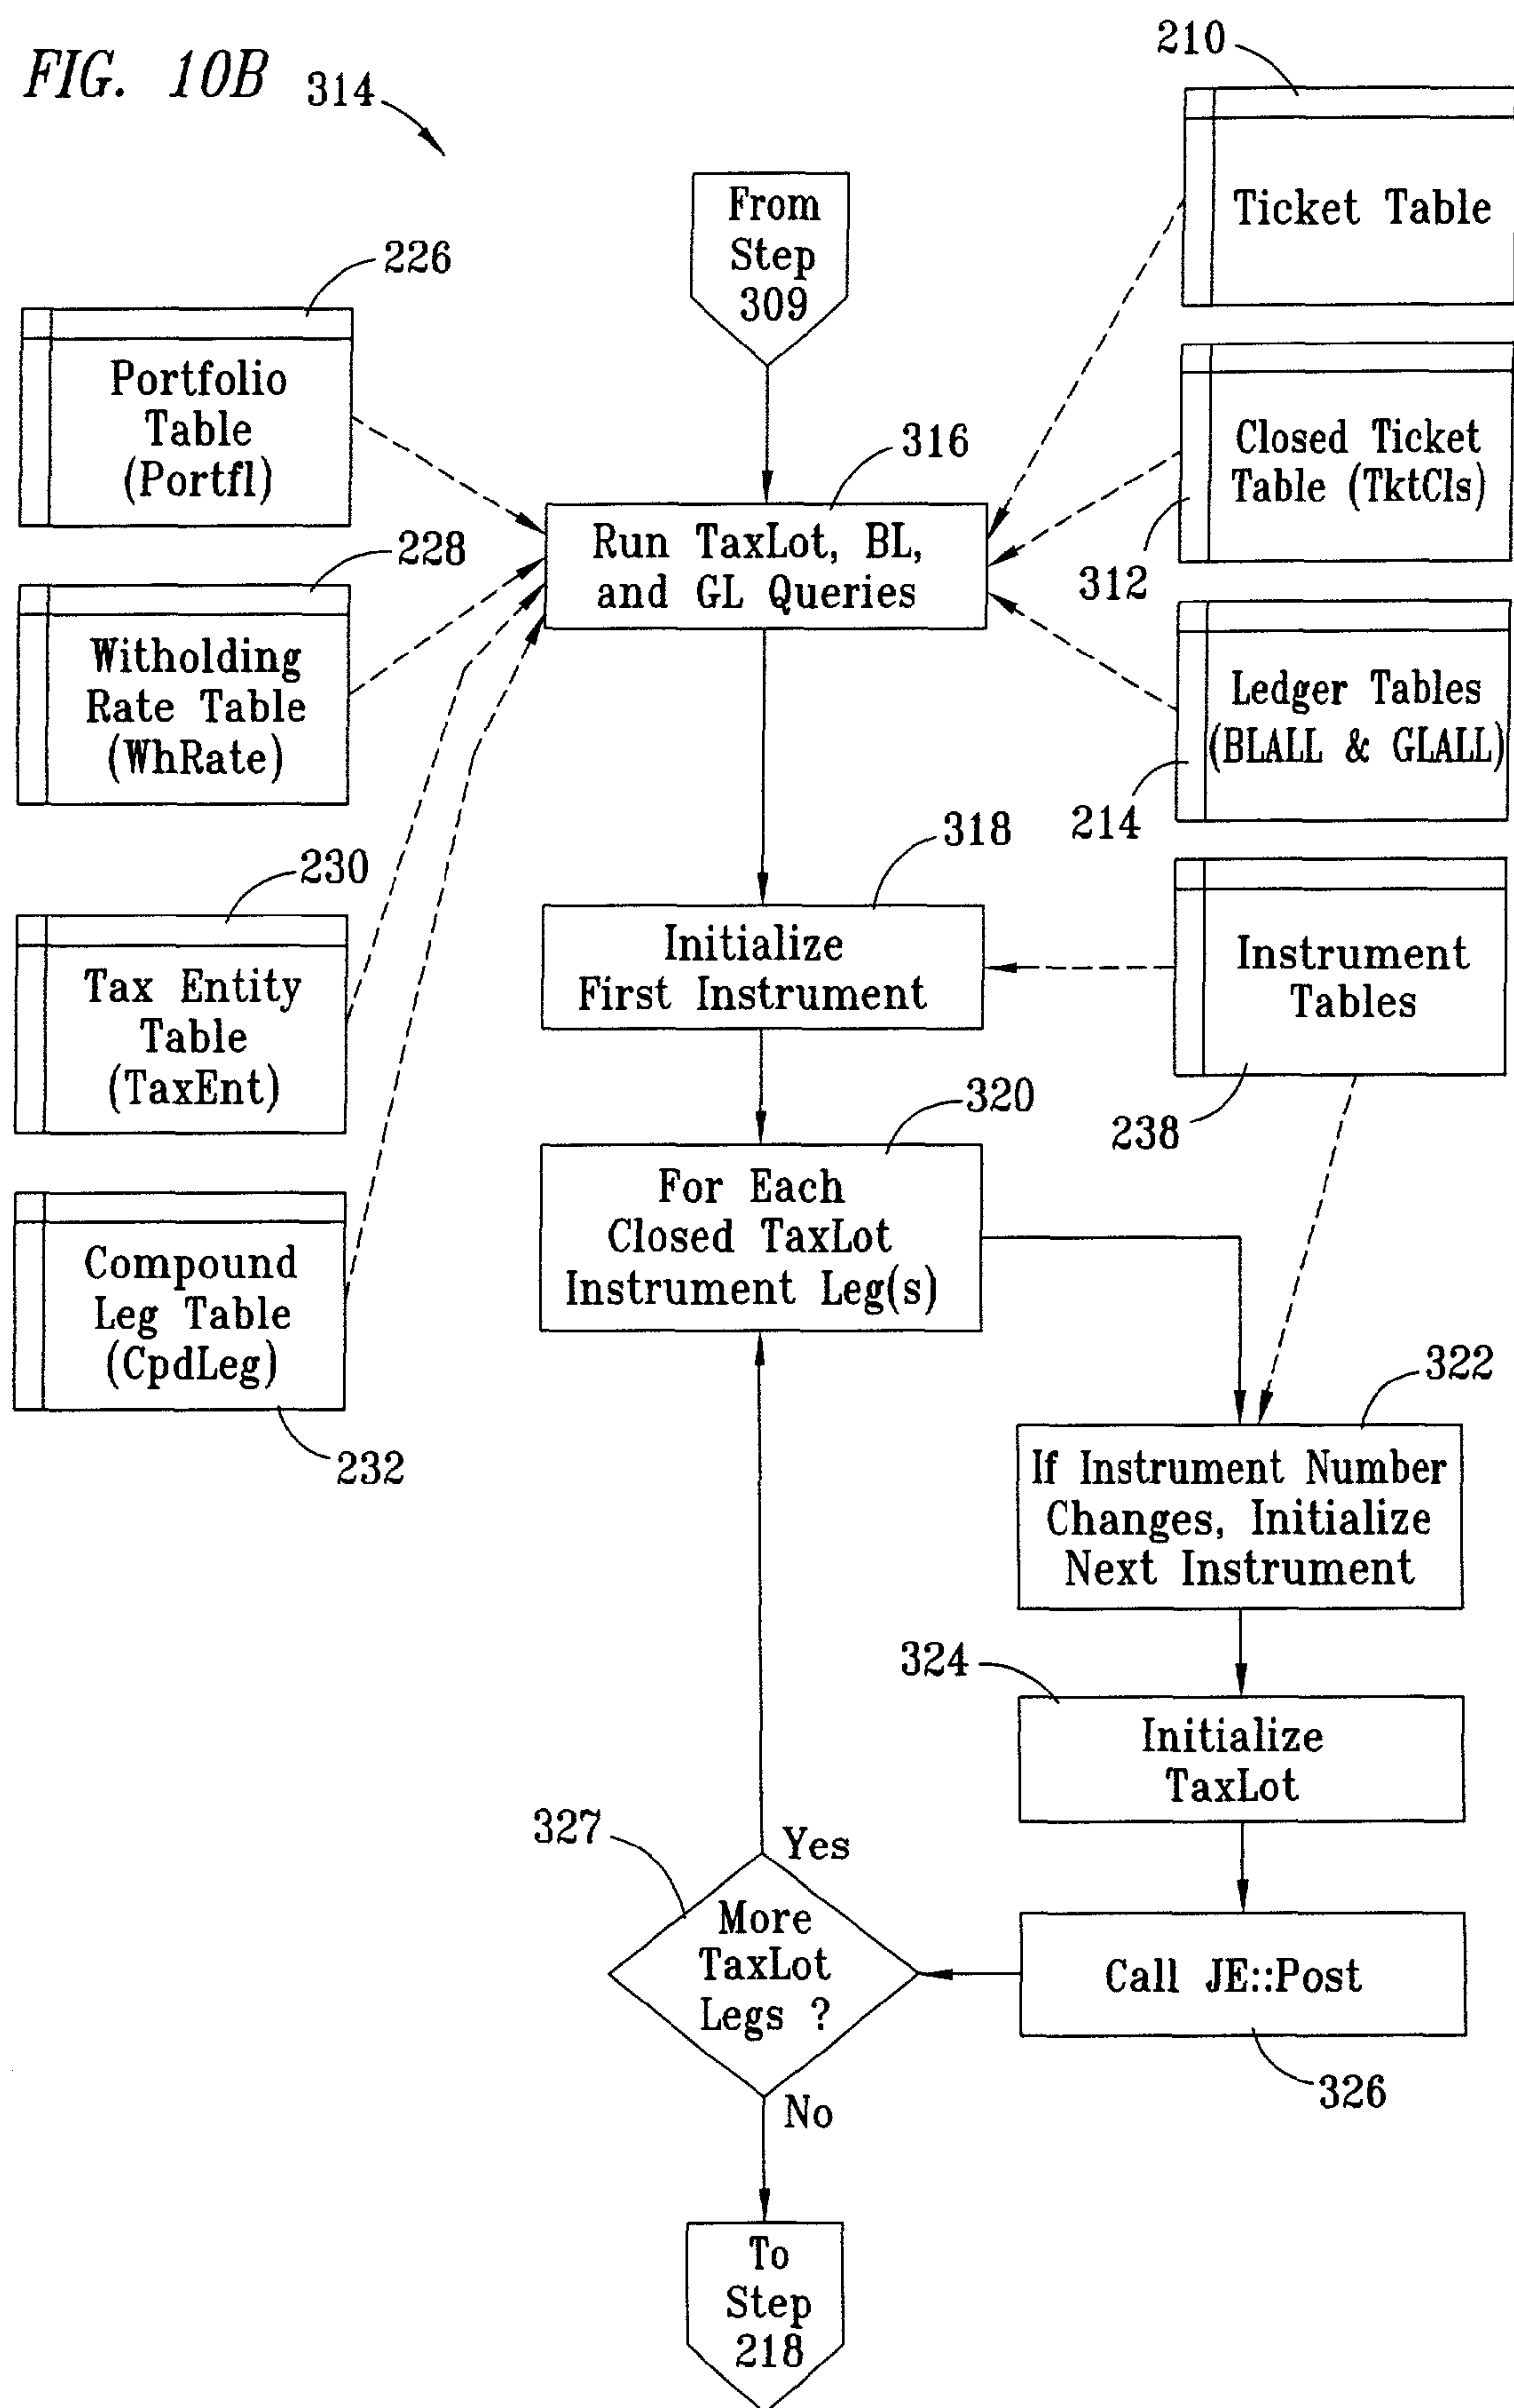 FIG. 10B
314
210
From
Step
309
Ticket Table
226
Portfolio
Table
(Portfl)
316
Closed Ticket
Table (TktCls)
312
Run TaxLot, BL,
and GL Queries
228
Witholding
Rate Table
(WhRate)
Ledger Tables
(BLALL & GLALL)
214
318
230
Initialize
First Instrument
Instrument
Tables
238
Tax Entity
Table
(TaxEnt)
320
For Each
Closed TaxLot
Instrument Leg(s)
Compound
Leg Table
(CpdLeg)
232
322
If Instrument Number
Changes, Initialize
Next Instrument
324
Initialize
TaxLot
327
Yes
More
TaxLot
Legs ?
Call JE::Post
326
No
To
Step
218